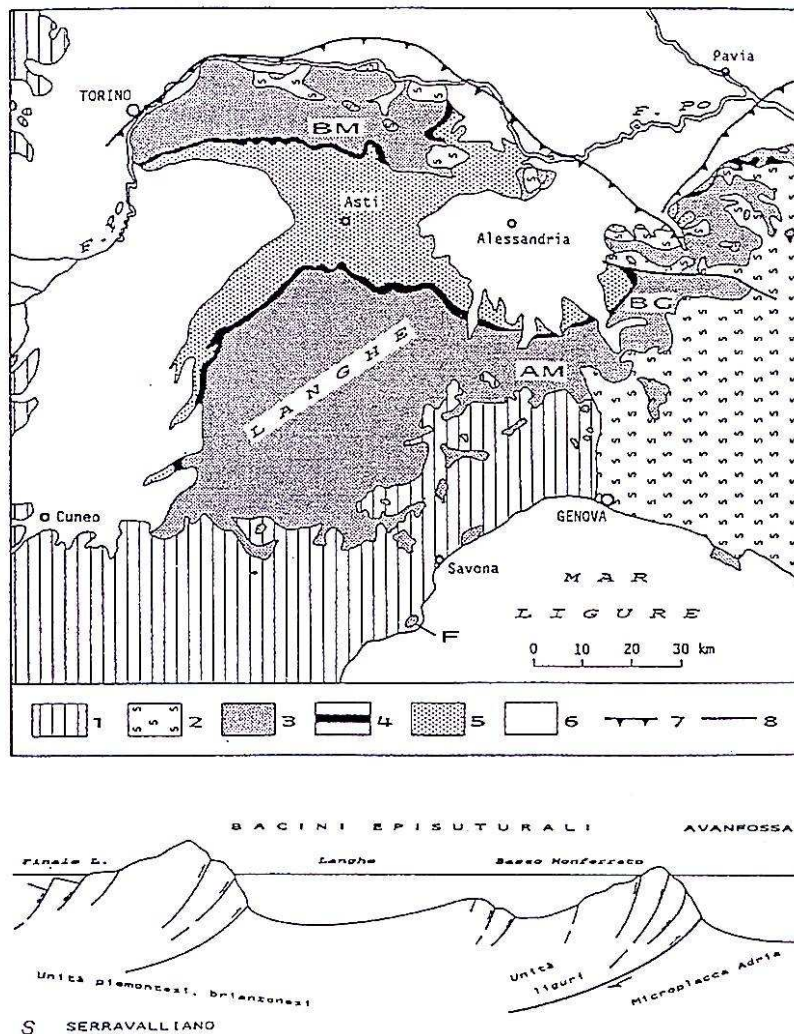 Pavia
TORINO
F. PO
BM
F. PO
Asti
Alessandria
BC
LANGHE
AM
Cuneo
GENOVA
Savona
MAR
LIGURE
F
0 10 20 30 km
1 2 3 4 5 6 7 8
BACINI EPISUTURALI AVANFOSSA
Finale L. Langhe Basso Monferrato
Unità piemontesi, brianzonesi
Unità
liguri
Microplacca Adria
S SERRAVALLIANO